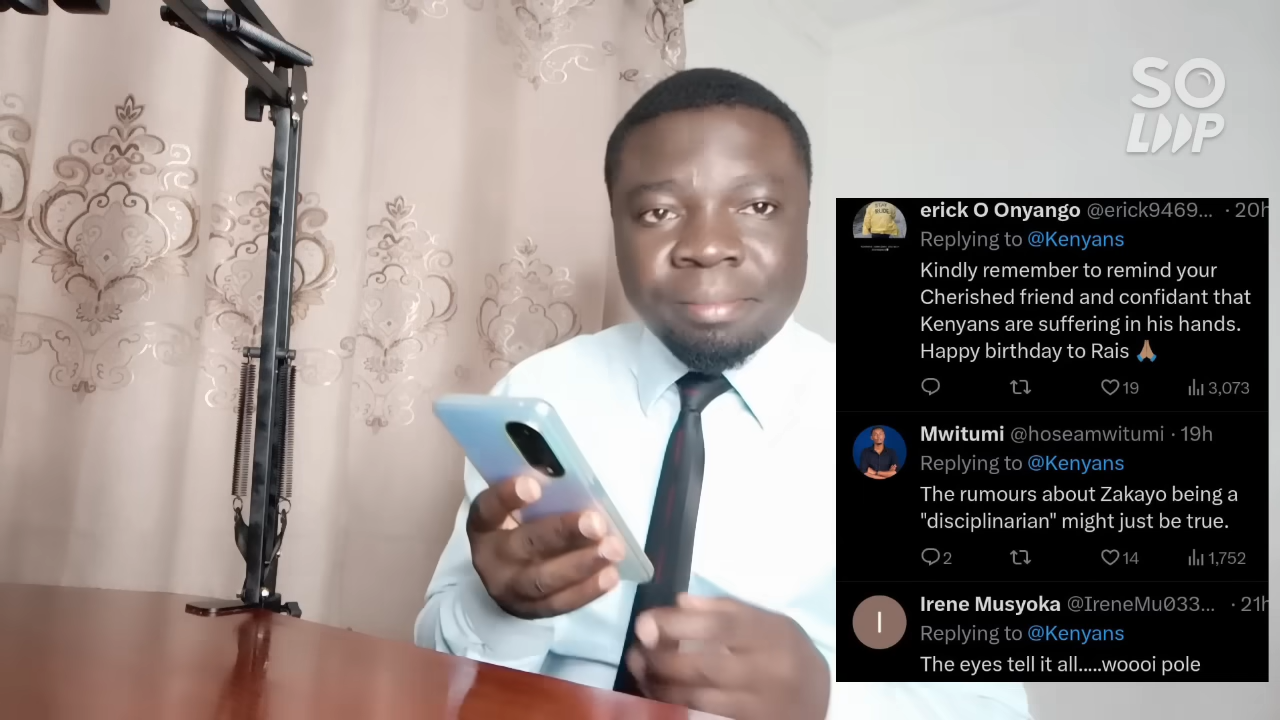 SO
LOOP
erick O Onyango @erick9469... · 20h
Replying to @Kenyans
Kindly remember to remind your
Cherished friend and confidant that
Kenyans are suffering in his hands.
Happy birthday to Rais 🙏🏽
19 3,073
Mwitumi @hoseamwitumi · 19h
Replying to @Kenyans
The rumours about Zakayo being a
"disciplinarian" might just be true.
2 14 1,752
I
Irene Musyoka @IreneMu033... · 21h
Replying to @Kenyans
The eyes tell it all.....woooi pole